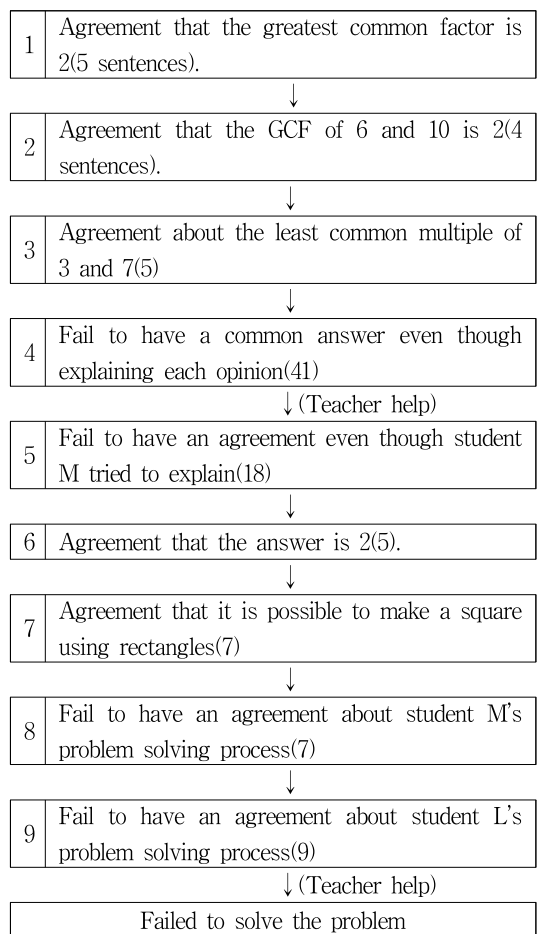 1 Agreement that the greatest common factor is
2(5 sentences).
↓
2 Agreement that the GCF of 6 and 10 is 2(4
sentences).
↓
3 Agreement about the least common multiple of
3 and 7(5)
↓
4 Fail to have a common answer even though
explaining each opinion(41)
↓(Teacher help)
5 Fail to have an agreement even though student
M tried to explain(18)
↓
6 Agreement that the answer is 2(5).
↓
7 Agreement that it is possible to make a square
using rectangles(7)
↓
8 Fail to have an agreement about student M's
problem solving process(7)
↓
9 Fail to have an agreement about student L's
problem solving process(9)
↓(Teacher help)
Failed to solve the problem